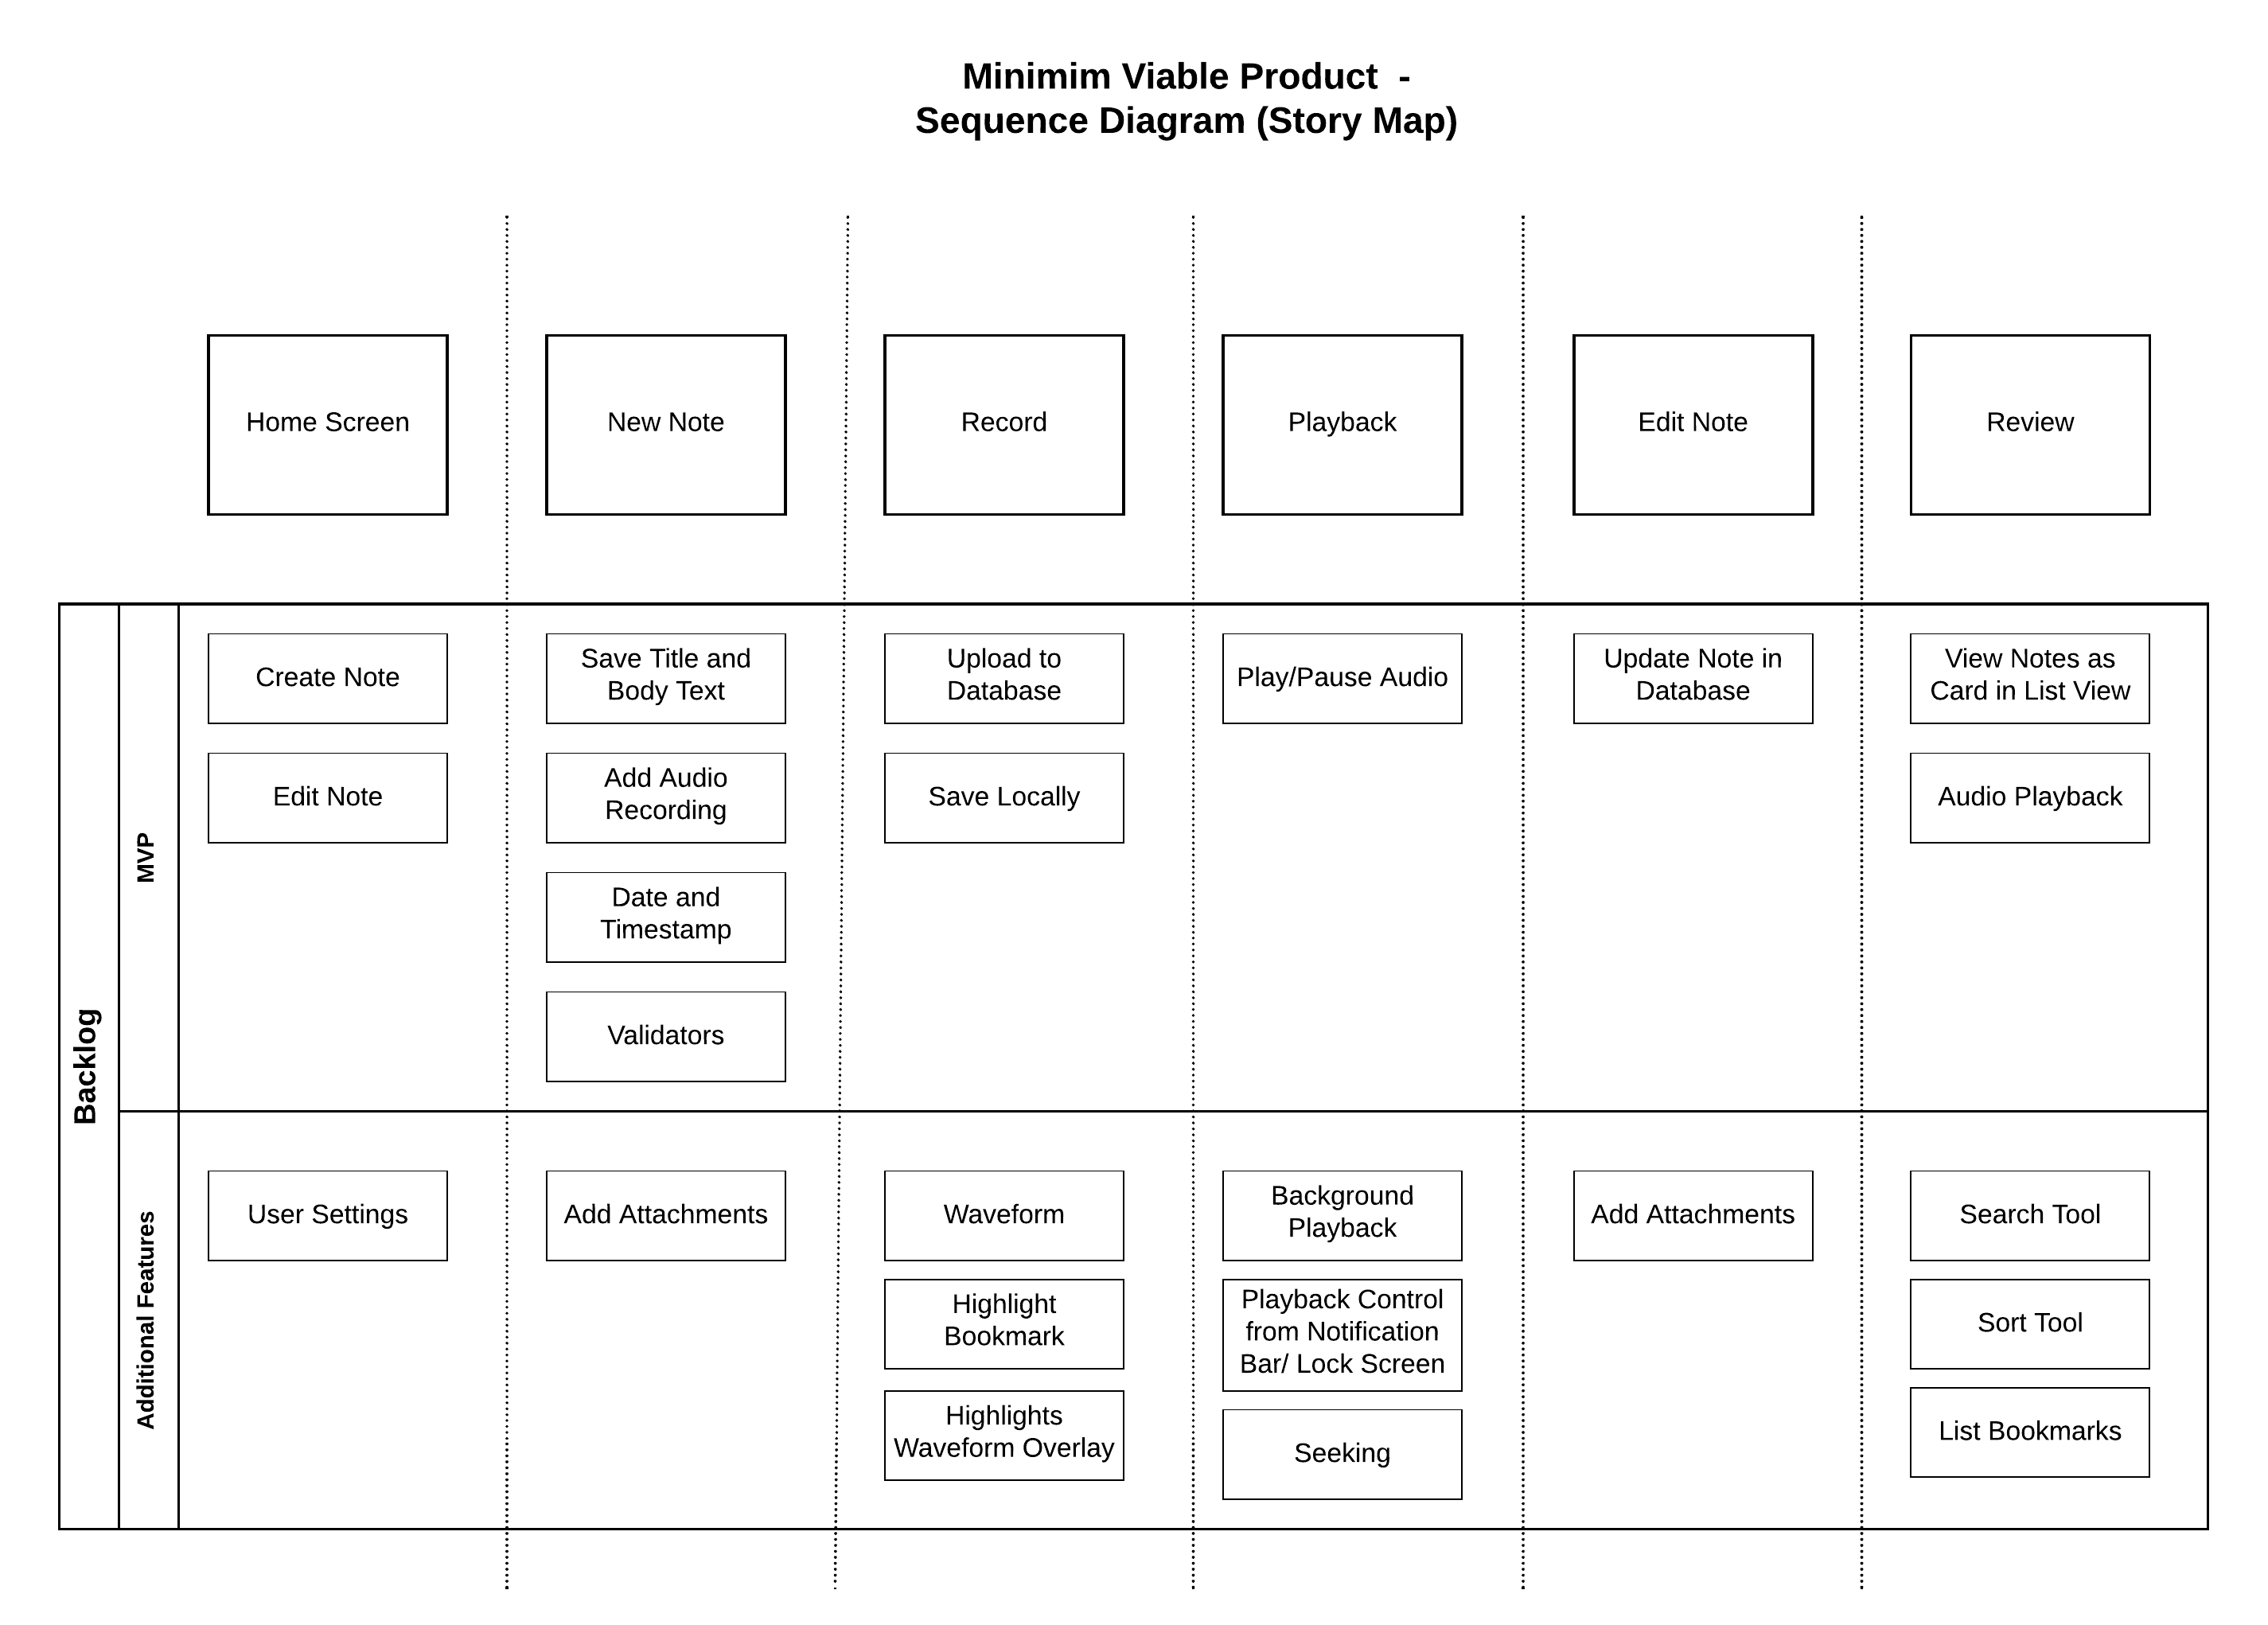 Minimim Viable Product -
Sequence Diagram (Story Map)
Home Screen
New Note
Record
Playback
Edit Note
Review
Backlog
MVP
Create Note
Save Title and
Body Text
Upload to
Database
Play/Pause Audio
Update Note in
Database
View Notes as
Card in List View
Edit Note
Add Audio
Recording
Save Locally
Audio Playback
Date and
Timestamp
Validators
Additional Features
User Settings
Add Attachments
Waveform
Background
Playback
Add Attachments
Search Tool
Highlight
Bookmark
Playback Control
from Notification
Bar/ Lock Screen
Sort Tool
Highlights
Waveform Overlay
Seeking
List Bookmarks